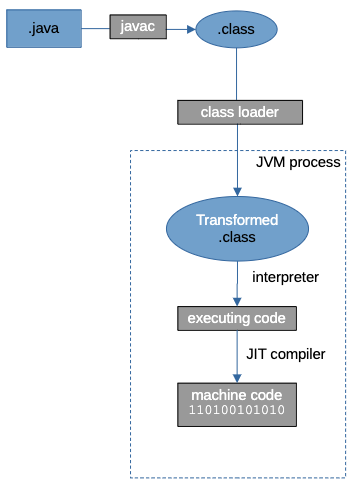 .java
javac
.class
class loader
JVM process
Transformed
.class
interpreter
executing code
JIT compiler
machine code
110100101010